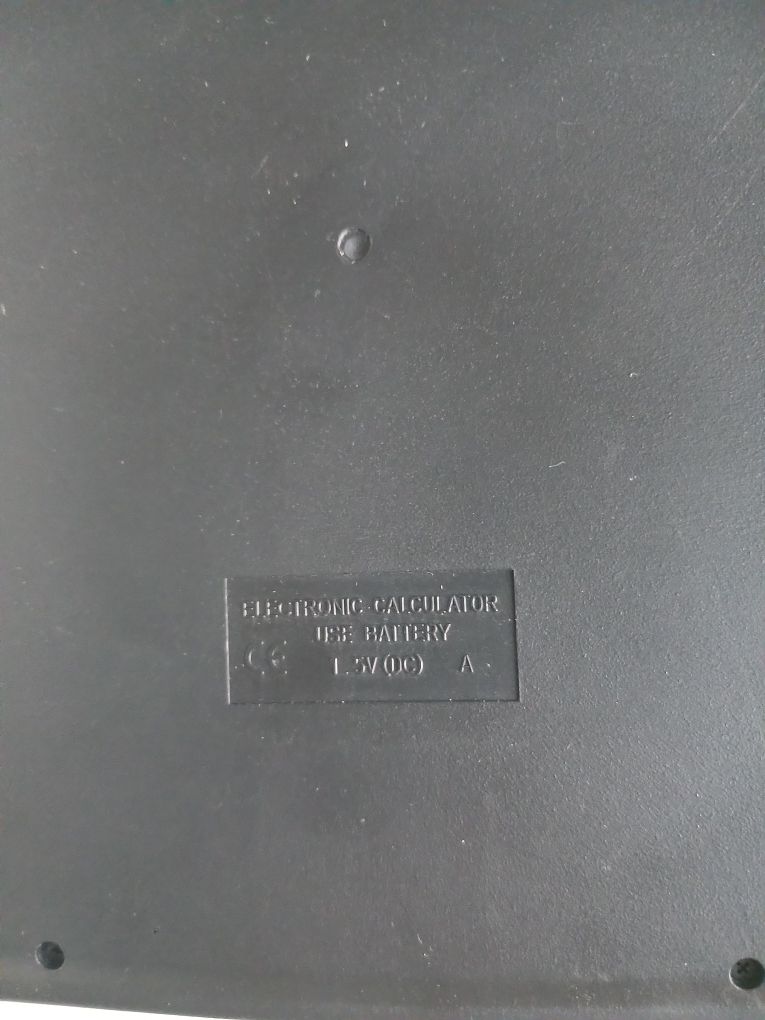 ELECTRONIC CALCULATOR
USE BATTERY
CE 1.5V(DC) A